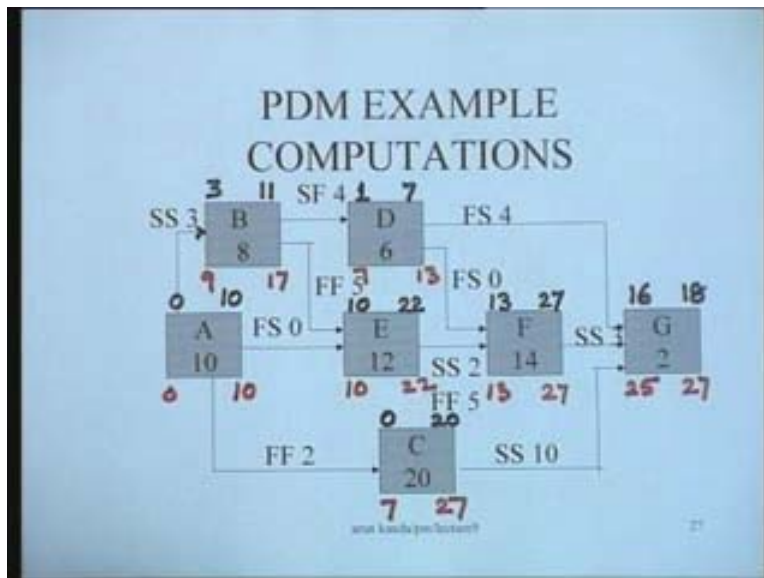 PDM EXAMPLE
COMPUTATIONS
3 11 SF 4 1 7
SS 3 B D FS 4
8 6
9 17 FF 5 7 13 FS 0
0 10 10 22 13 27 16 18
A FS 0 E F SS 3 G
10 12 SS 2 14 2
0 10 10 22 FF 5 13 27 25 27
0 20
C
FF 2 20 SS 10
7 27
27